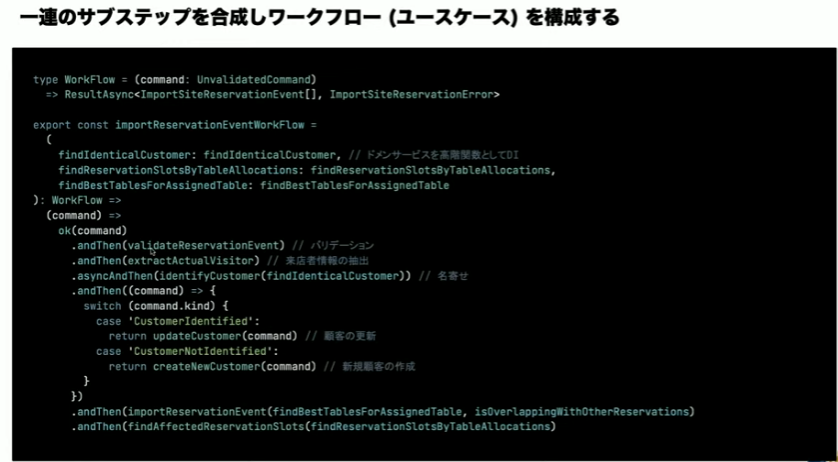 一連のサブステップを合成しワークフロー (ユースケース) を構成する
type WorkFlow = (command: UnvalidatedCommand)
=> ResultAsync<ImportSiteReservationEvent[], ImportSiteReservationError>
export const importReservationEventWorkFlow =
(
findIdenticalCustomer: findIdenticalCustomer, // ドメンサービスを高階関数としてDI
findReservationSlotsByTableAllocations: findReservationSlotsByTableAllocations,
findBestTablesForAssignedTable: findBestTablesForAssignedTable
): WorkFlow =>
(command) =>
ok(command)
.andThen(validateReservationEvent) // バリデーション
.andThen(extractActualVisitor) // 来店者情報の抽出
.asyncAndThen(identifyCustomer(findIdenticalCustomer)) // 名寄せ
.andThen((command) => {
switch (command.kind) {
case 'CustomerIdentified':
return updateCustomer(command) // 顧客の更新
case 'CustomerNotIdentified':
return createNewCustomer(command) // 新規顧客の作成
}
})
.andThen(importReservationEvent(findBestTablesForAssignedTable, isOverlappingWithOtherReservations)
.andThen(findAffectedReservationSlots(findReservationSlotsByTableAllocations)